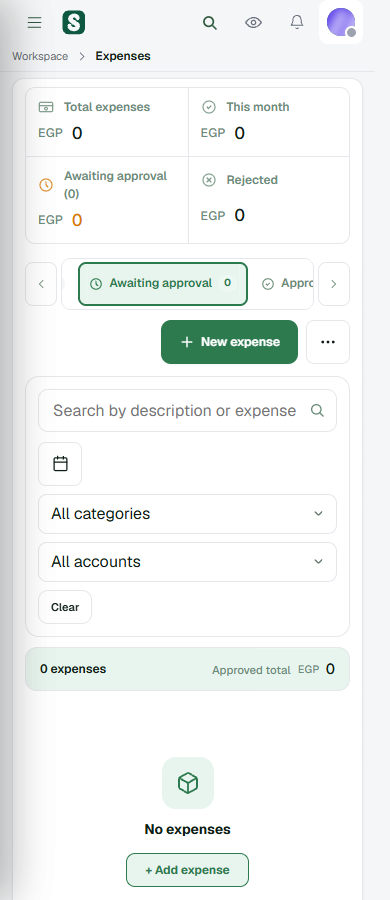 S
Workspace > Expenses
Total expenses
EGP 0
This month
EGP 0
Awaiting approval
(0)
EGP 0
Rejected
EGP 0
Awaiting approval 0
Appro
+ New expense
Search by description or expense
All categories
All accounts
Clear
0 expenses
Approved total EGP 0
No expenses
+ Add expense